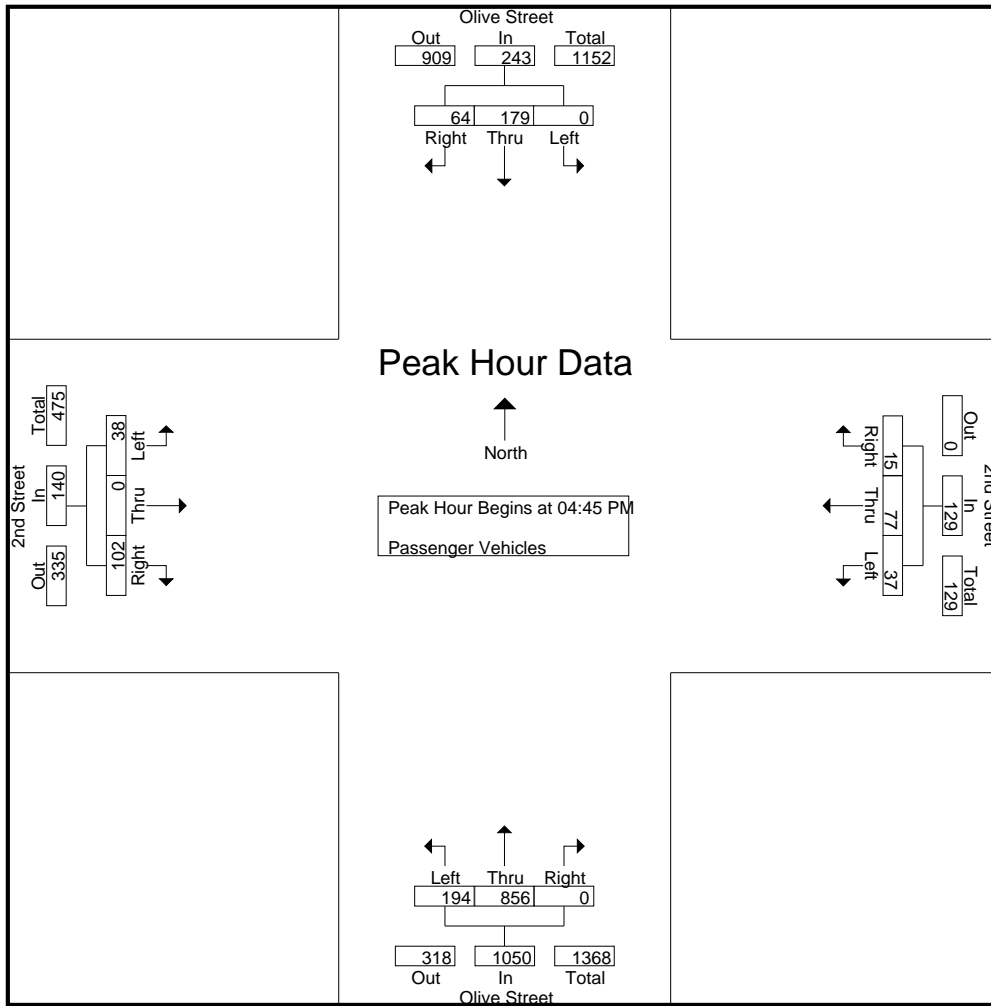 Olive Street
Out In Total
909 243 1152
64 179 0
Right Thru Left
Peak Hour Data
North
Peak Hour Begins at 04:45 PM
Passenger Vehicles
2nd Street
Total In Out
475 140 335
38 0 102
Left Thru Right
2nd Street
Out In Total
0 129 129
15 77 37
Right Thru Left
Left Thru Right
194 856 0
318 1050 1368
Out In Total
Olive Street